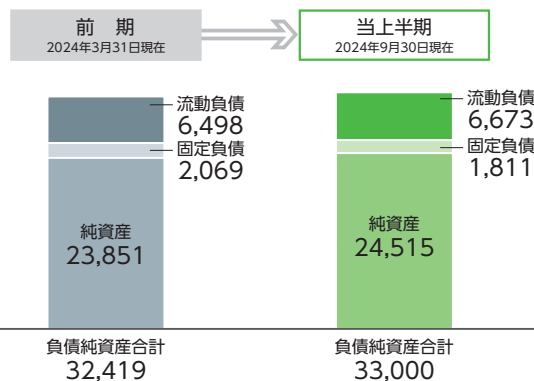 前 期
2024年3月31日現在
当上半期
2024年9月30日現在
流動負債
6,498
固定負債
2,069
純資産
23,851
負債純資産合計
32,419
流動負債
6,673
固定負債
1,811
純資産
24,515
負債純資産合計
33,000